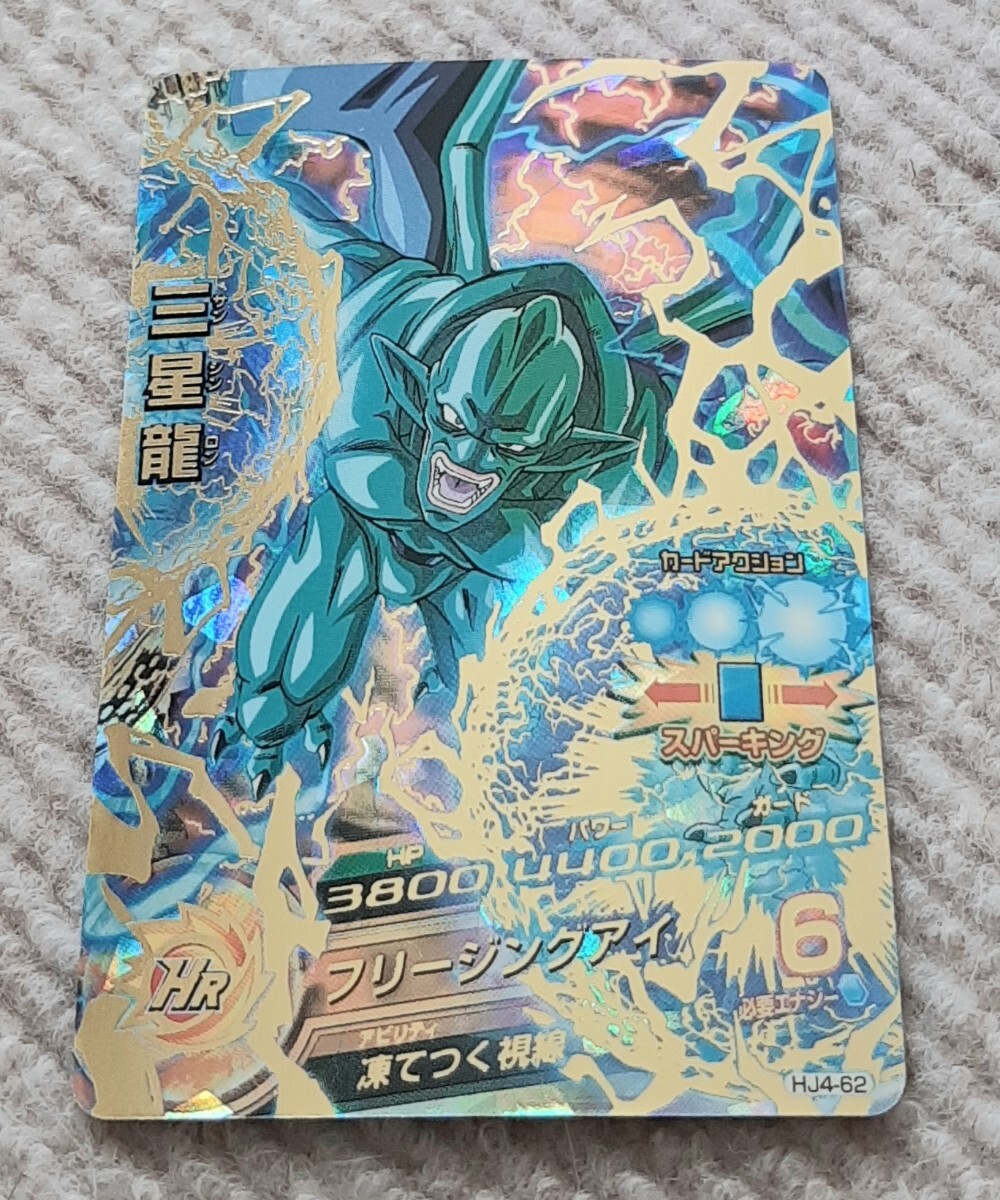 三星龍
サンシンロン
カードアクション
スパーキング
HP
パワー
ガード
3800 4400 2000
フリージングアイ
6
必要エナジー
HR
アビリティ
凍てつく視線
HJ4-62